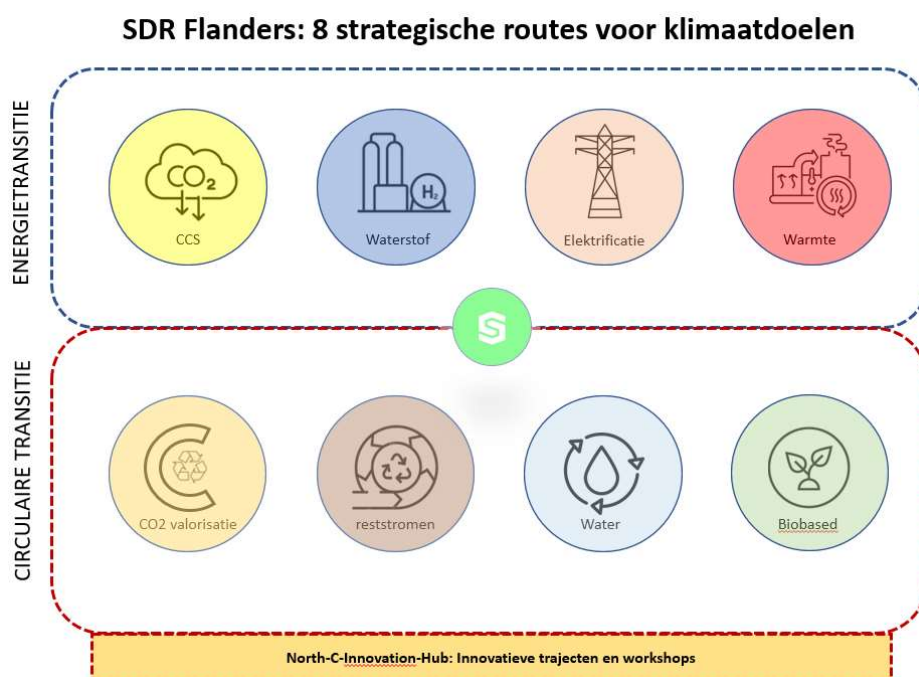 SDR Flanders: 8 strategische routes voor klimaatdoelen
ENERGIETRANSITIE
CO₂
CCS
H₂
Waterstof
Elektrificatie
Warmte
S
CIRCULAIRE TRANSITIE
CO2 valorisatie
reststromen
Water
Biobased
North-C-Innovation-Hub: Innovatieve trajecten en workshops